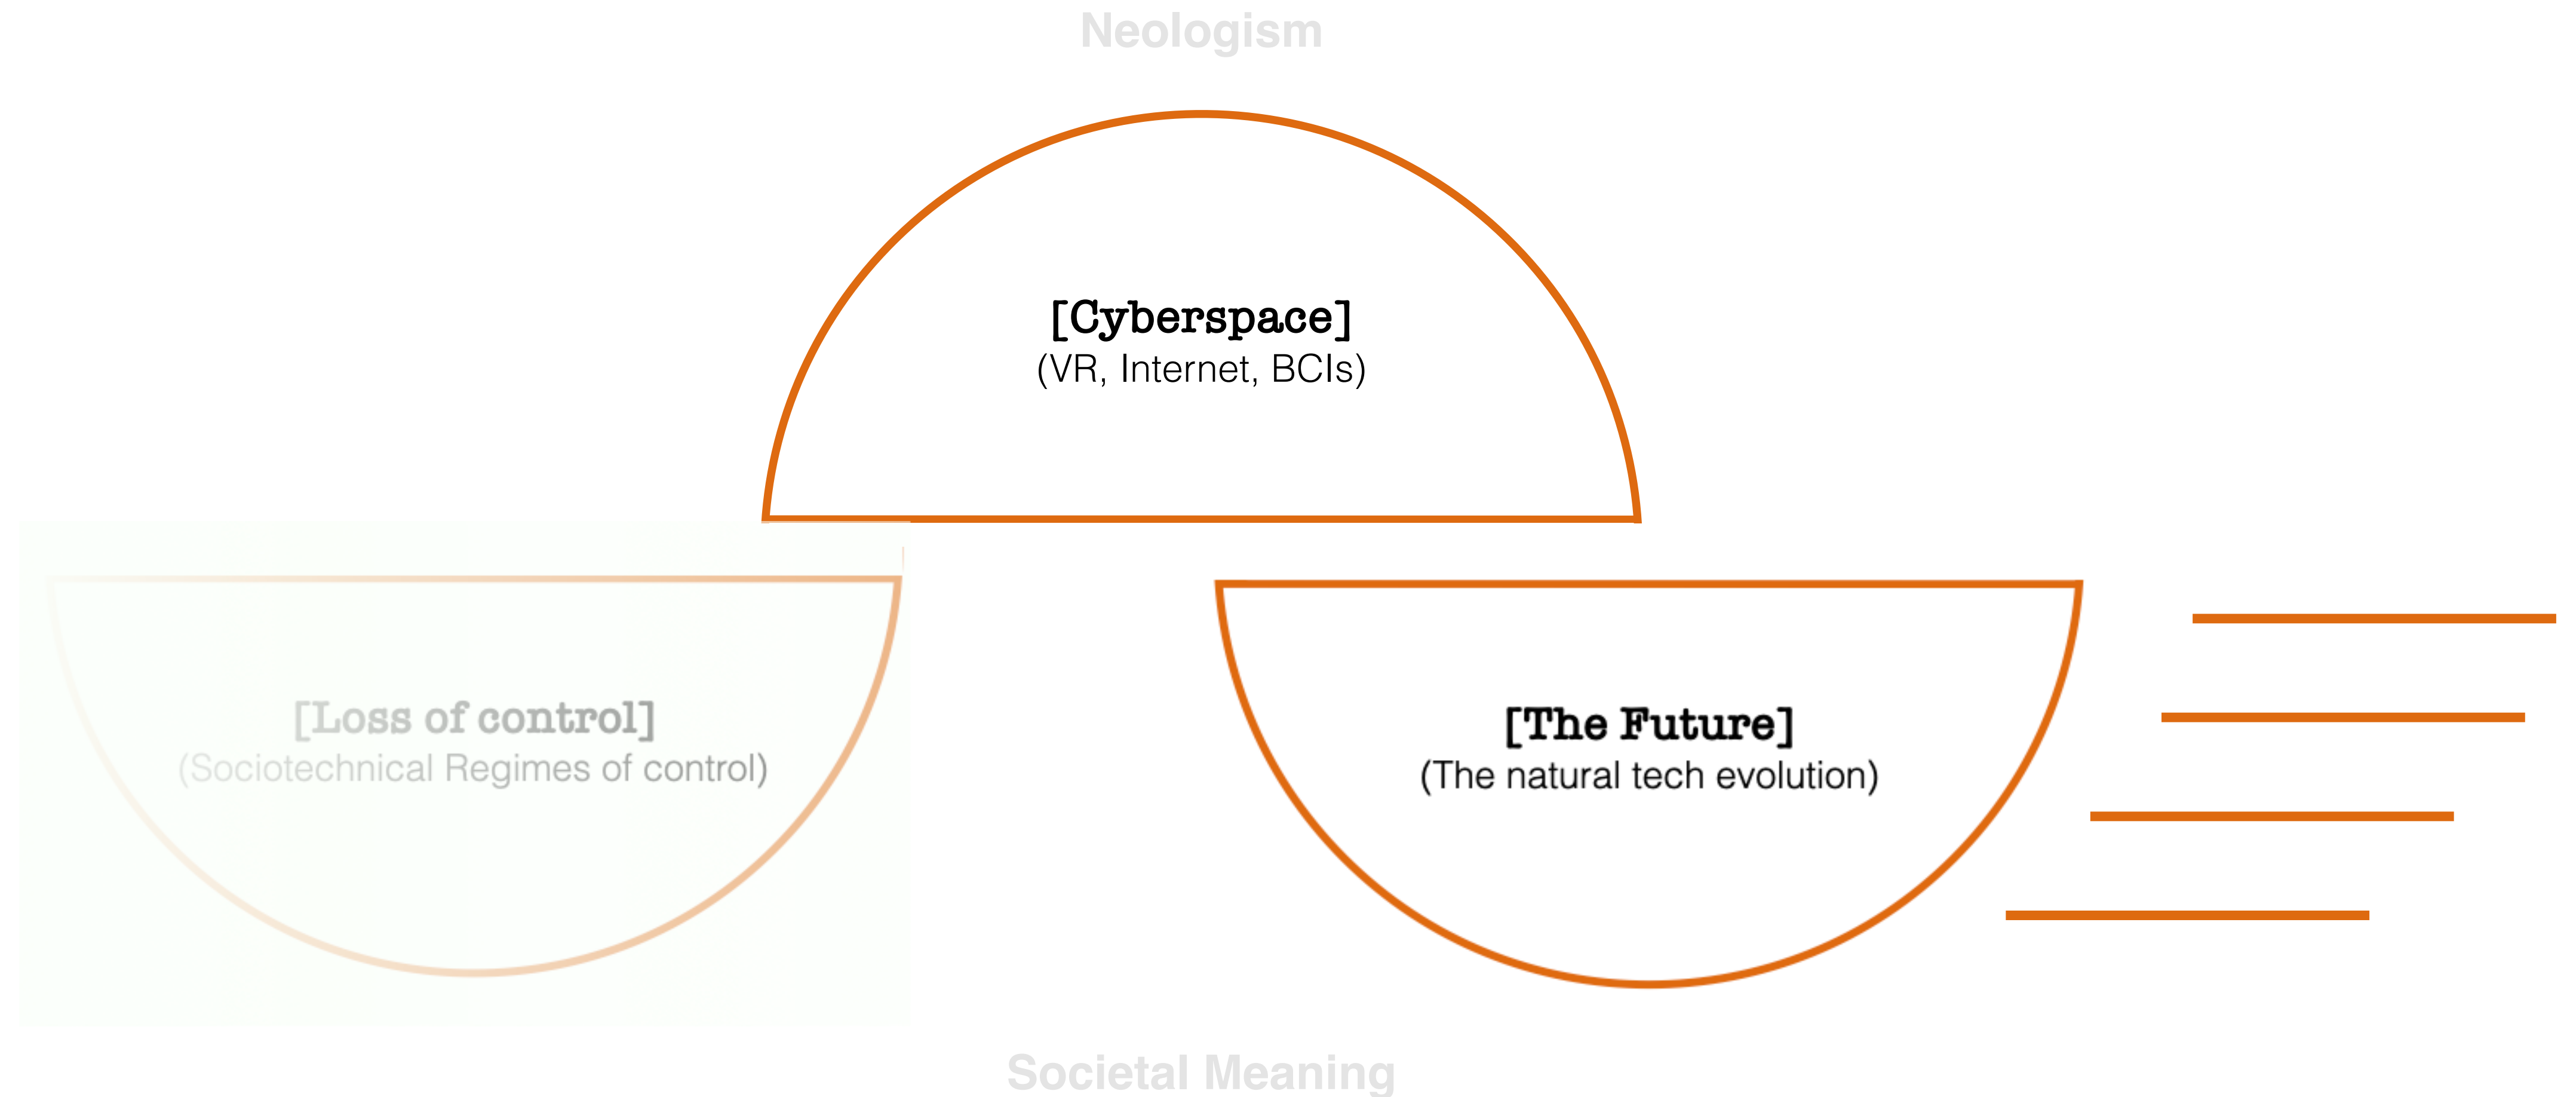 Neologism
[Cyberspace]
(VR, Internet, BCIs)
[Loss of control]
(Sociotechnical Regimes of control)
[The Future]
(The natural tech evolution)
Societal Meaning